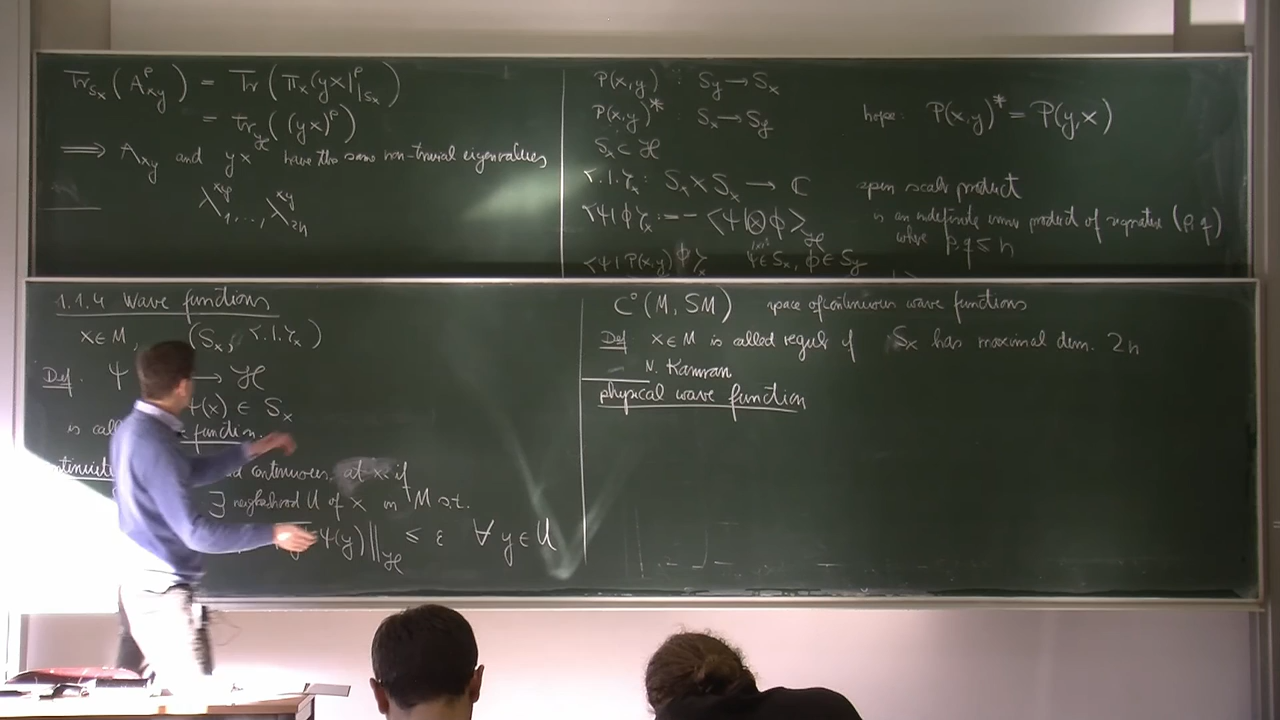 Tr_{S_x}(A_{xy}^p) = Tr(π_x(yx)^p|_{S_x})
= tr_ℋ((yx)^p)
⟹ A_{xy} and yx have the same non-trivial eigenvalues
λ_1^{xy}, ..., λ_{2n}^{xy}
P(x,y) : S_y → S_x
P(x,y)* : S_x → S_y
hope: P(x,y)* = P(y,x)
S_x ⊂ ℋ
≺.|.≻_x : S_x × S_x → ℂ spin scalar product
≺ψ|φ≻_x := − ⟨ψ|xφ⟩_ℋ
is an indefinite inner product of signature (p,q)
where p,q ≤ n
≺ψ|P(x,y)φ≻_x ψ ∈ S_x, φ ∈ S_y
1.1.4 Wave functions
x ∈ M, (S_x, ≺.|.≻_x)
Def. ψ → ℋ
ψ(x) ∈ S_x
is function.
continuous at x if
∃ neighborhood U of x in M s.t.
ψ(y)‖_ℋ ≤ ε ∀ y ∈ U
C⁰(M, SM) space of continuous wave functions
Def x ∈ M is called regul if S_x has maximal dim. 2n
N. Kamran
physical wave function